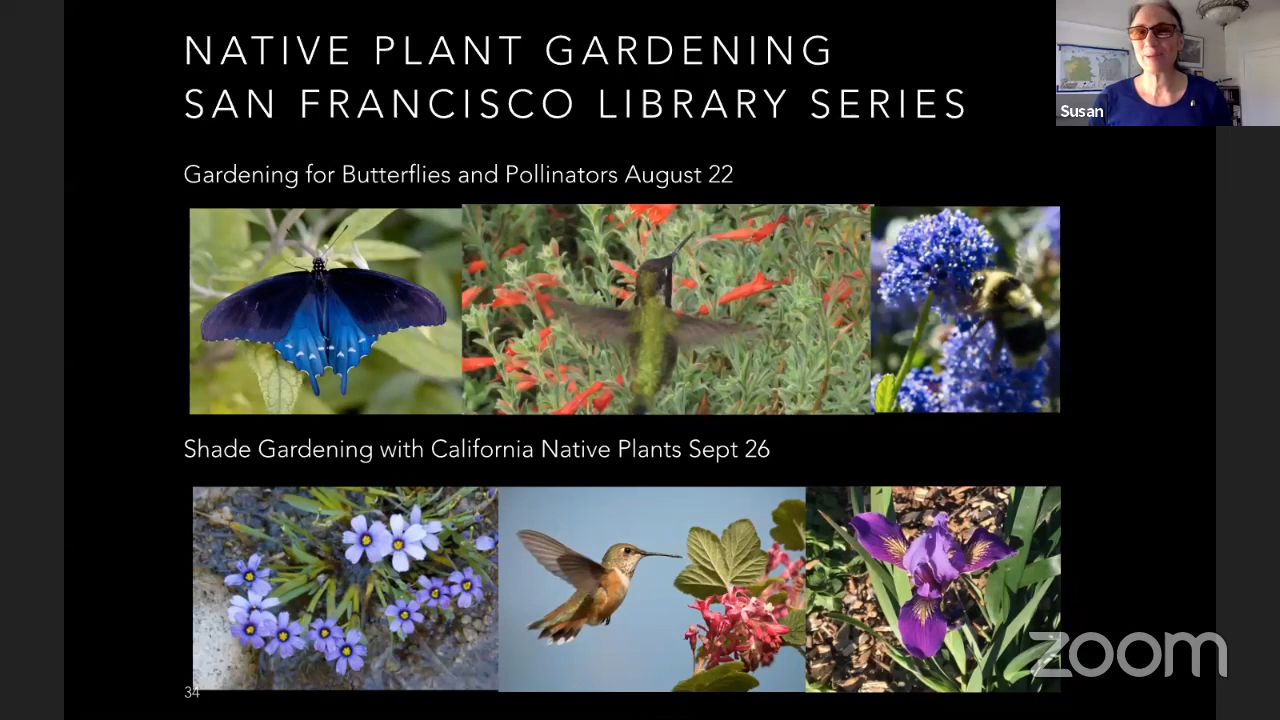 NATIVE PLANT GARDENING
SAN FRANCISCO LIBRARY SERIES
Susan
Gardening for Butterflies and Pollinators August 22
Shade Gardening with California Native Plants Sept 26
34
zoom